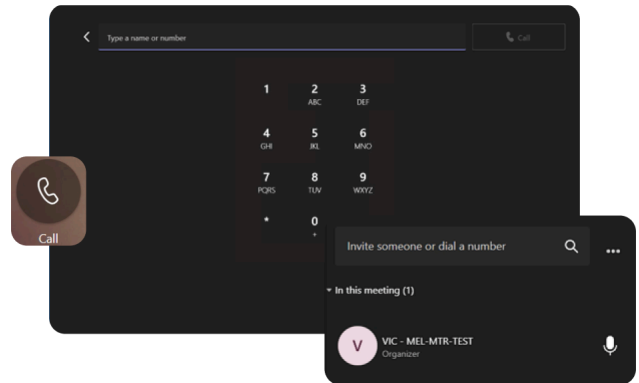 Type a name or number
Call
1 2 3
ABC DEF
4 5 6
GHI JKL MNO
7 8 9
PQRS TUV WXYZ
* 0
+
Call
Invite someone or dial a number
In this meeting (1)
V
VIC - MEL-MTR-TEST
Organizer